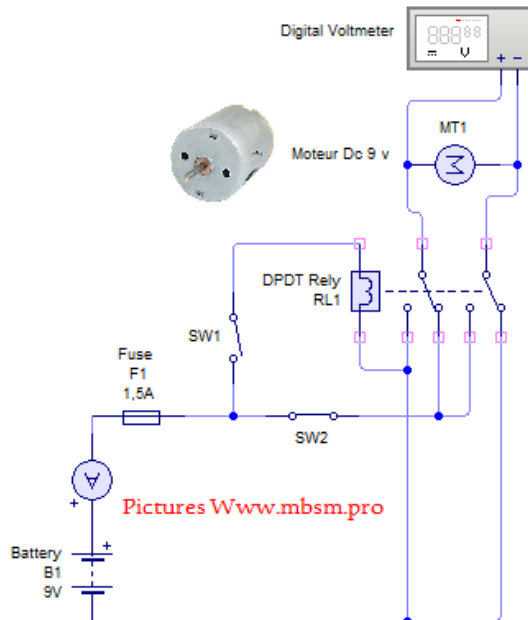 Digital Voltmeter
888888
V
+ −
MT1
Moteur Dc 9 v
DPDT Rely
RL1
SW1
Fuse
F1
1,5A
SW2
A
+
Pictures Www.mbsm.pro
Battery
+
B1
9V